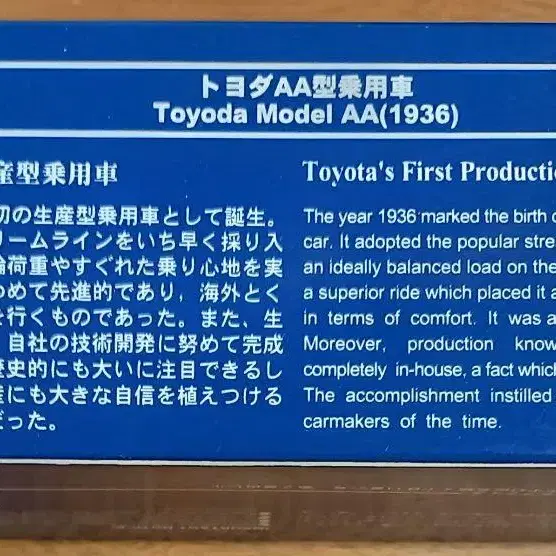 トヨダAA型乗用車
Toyoda Model AA(1936)
産型乗用車
初の生産型乗用車として誕生。
リームラインをいち早く採り入
輪荷重やすぐれた乗り心地を実
わめて先進的であり，海外とく
を行くものであった。また、生
自社の技術開発に努めて完成
歴史的にも大いに注目できるし
産にも大きな自信を植えつける
だった。
Toyota's First Productio
The year 1936 marked the birth o
car. It adopted the popular stre
an ideally balanced load on the
a superior ride which placed it a
in terms of comfort. It was a
Moreover, production know
completely in-house, a fact which
The accomplishment instilled
carmakers of the time.